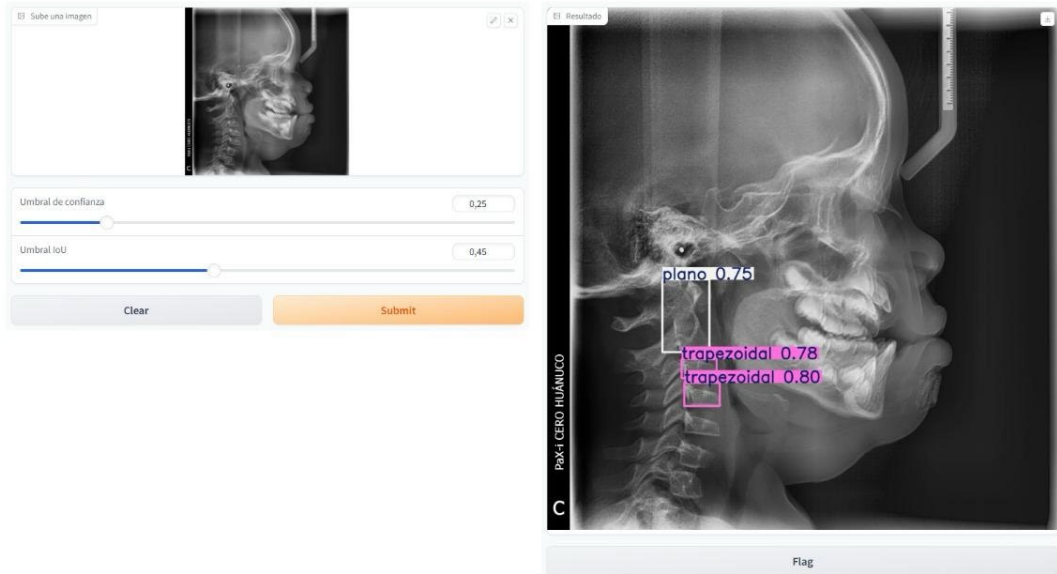 Sube una imagen
Umbral de confianza
0,25
Umbral IoU
0,45
Clear
Submit
Resultado
plano 0.75
trapezoidal 0.78
trapezoidal 0.80
PaX-i CERO HUÁNUCO
C
Flag